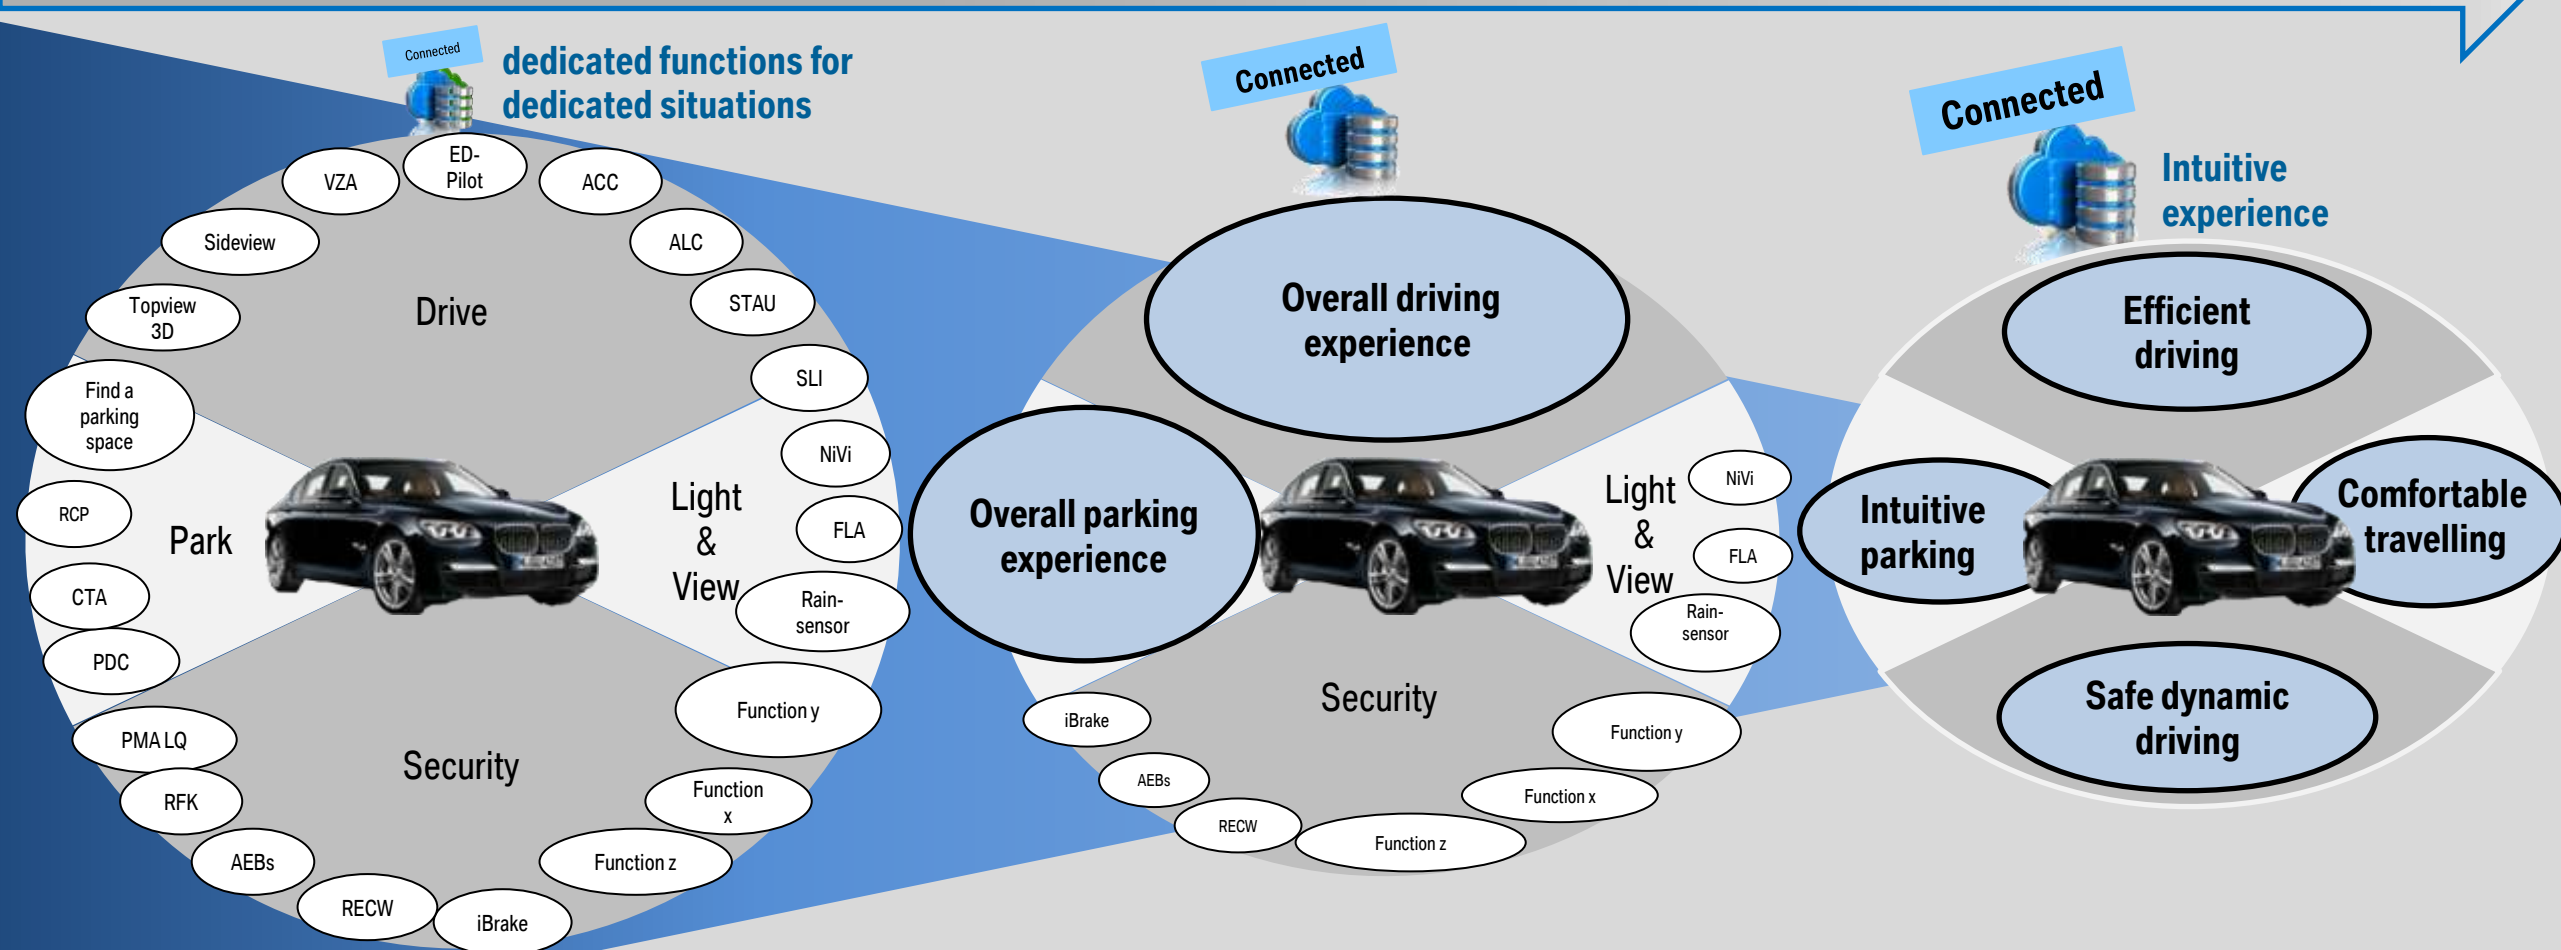 Connected
dedicated functions for
dedicated situations
VZA
ED-
Pilot
ACC
Sideview
ALC
Topview
3D
STAU
Drive
Find a
parking
space
SLI
NiVi
RCP
Park
Light
&
View
FLA
CTA
Rain-
sensor
PDC
Function y
PMA LQ
Security
RFK
Function
x
AEBs
Function z
RECW
iBrake
Connected
Overall driving
experience
Overall parking
experience
Light
&
View
NiVi
FLA
Rain-
sensor
Security
iBrake
Function y
AEBs
Function x
RECW
Function z
Connected
Intuitive
experience
Efficient
driving
Intuitive
parking
Comfortable
travelling
Safe dynamic
driving